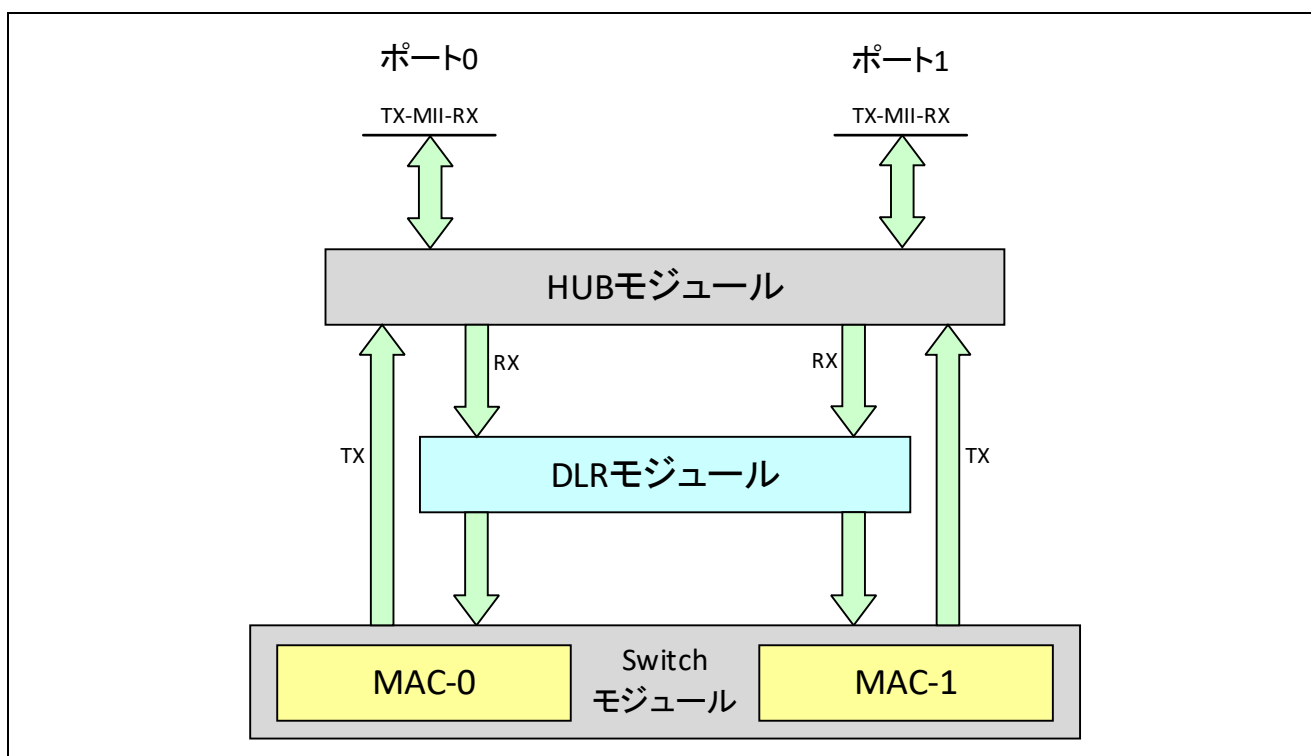 ポート0
ポート1
TX-MII-RX
TX-MII-RX
HUBモジュール
RX
RX
TX
TX
DLRモジュール
MAC-0
Switch
モジュール
MAC-1